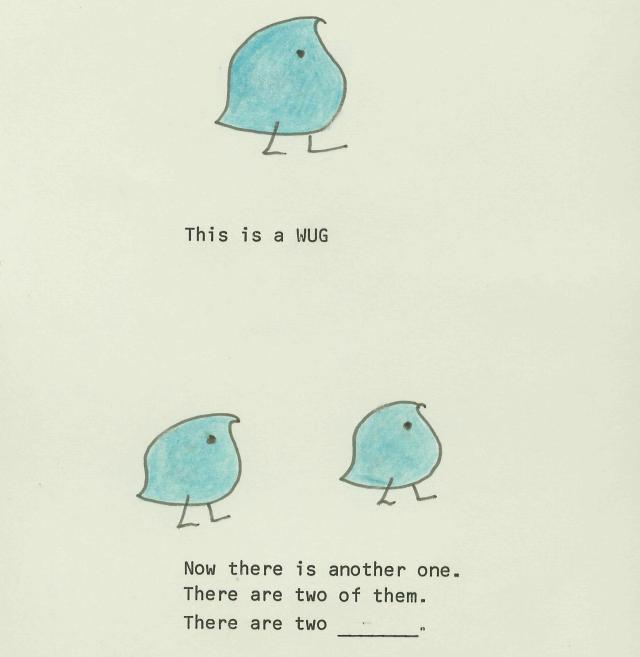 This is a WUG
Now there is another one.
There are two of them.
There are two ______.